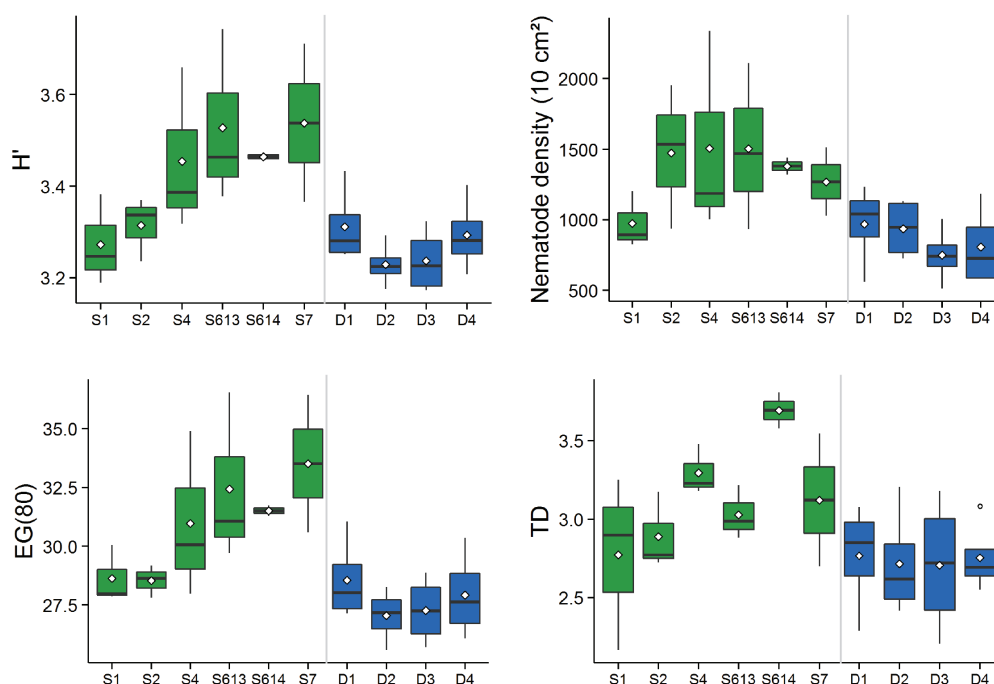 H'
3.6
3.4
3.2
S1 S2 S4 S613 S614 S7 D1 D2 D3 D4
Nematode density (10 cm²)
2000
1500
1000
500
S1 S2 S4 S613 S614 S7 D1 D2 D3 D4
EG(80)
35.0
32.5
30.0
27.5
S1 S2 S4 S613 S614 S7 D1 D2 D3 D4
TD
3.5
3.0
2.5
S1 S2 S4 S613 S614 S7 D1 D2 D3 D4